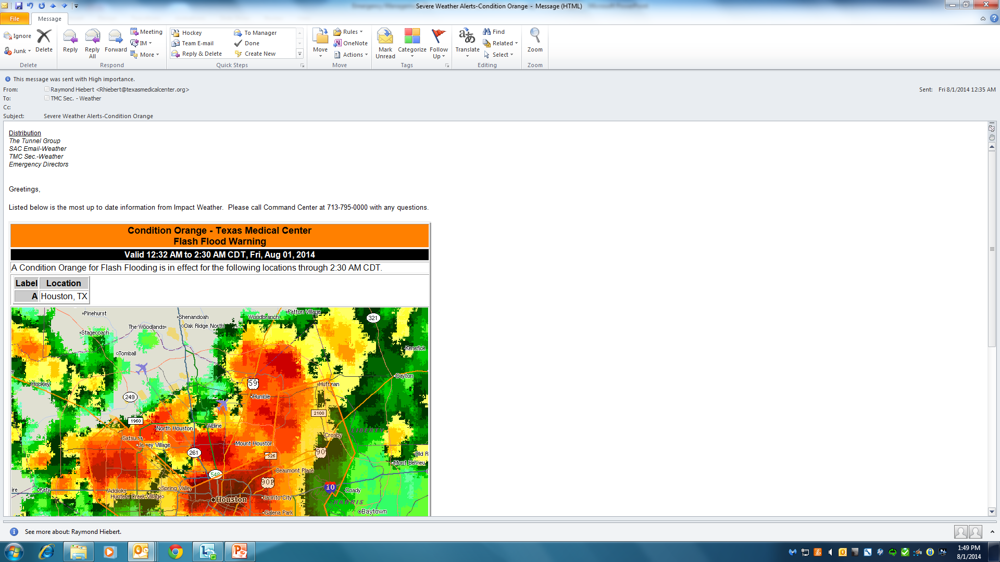 Severe Weather Alerts-Condition Orange - Message (HTML)
File
Message
Ignore
Junk
Delete
Delete
Reply
Reply All
Forward
Meeting
IM
More
Respond
Hockey
Team E-mail
Reply & Delete
To Manager
Done
Create New
Quick Steps
Move
Rules
OneNote
Actions
Move
Mark Unread
Categorize
Follow Up
Tags
Translate
Find
Related
Select
Editing
Zoom
Zoom
This message was sent with High importance.
From: Raymond Hiebert <Rhiebert@texasmedicalcenter.org>
Sent: Fri 8/1/2014 12:35 AM
To: TMC Sec. - Weather
Cc:
Subject: Severe Weather Alerts-Condition Orange
Distribution
The Tunnel Group
SAC Email-Weather
TMC Sec.-Weather
Emergency Directors
Greetings,
Listed below is the most up to date information from Impact Weather. Please call Command Center at 713-795-0000 with any questions.
Condition Orange - Texas Medical Center
Flash Flood Warning
Valid 12:32 AM to 2:30 AM CDT, Fri, Aug 01, 2014
A Condition Orange for Flash Flooding is in effect for the following locations through 2:30 AM CDT.
Label Location
A Houston, TX
Pinehurst
Shenandoah
Woodbranch
Patton Village
321
The Woodlands
Oak Ridge North
Stagecoach
Kenefick
Tomball
Dayton
Hockley
59
Huffman
249
Humble
2100
1960
North Houston
Aldine
LIBERTY
Satsuma
Crosby
Jersey Village
Mount Houston
261
526
90
Old R
Mont Belvieu
548
Beaumont Place
90
ire
Katy
Addicks
Spring Valley
10
Coady
Hunters Creek Village
Houston
Jacinto City
HARRIS
Galena Park
Baytown
See more about: Raymond Hiebert.
1:49 PM
8/1/2014